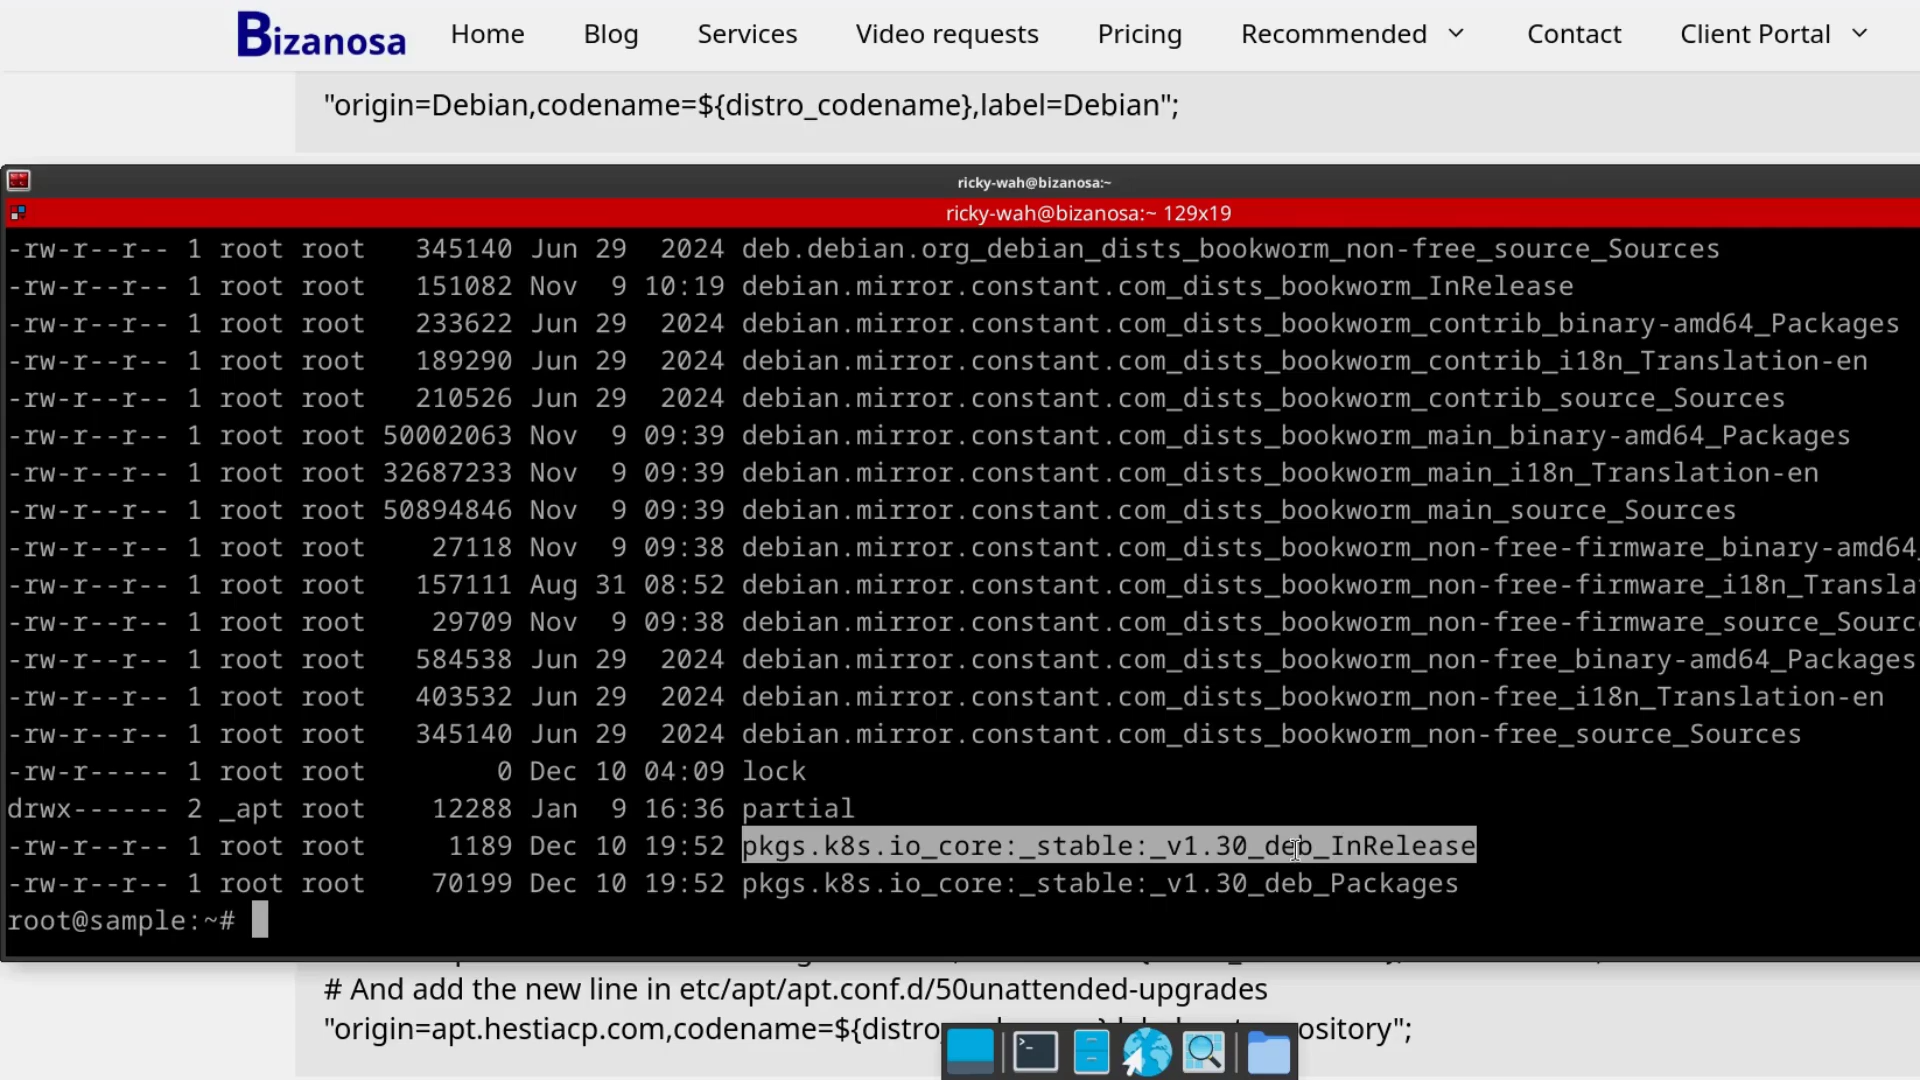 Bizanosa Home Blog Services Video requests Pricing Recommended Contact Client Portal
"origin=Debian,codename=${distro_codename},label=Debian";
ricky-wah@bizanosa:~
ricky-wah@bizanosa:~ 129x19
-rw-r--r-- 1 root root   345140 Jun 29  2024 deb.debian.org_debian_dists_bookworm_non-free_source_Sources
-rw-r--r-- 1 root root   151082 Nov  9 10:19 debian.mirror.constant.com_dists_bookworm_InRelease
-rw-r--r-- 1 root root   233622 Jun 29  2024 debian.mirror.constant.com_dists_bookworm_contrib_binary-amd64_Packages
-rw-r--r-- 1 root root   189290 Jun 29  2024 debian.mirror.constant.com_dists_bookworm_contrib_i18n_Translation-en
-rw-r--r-- 1 root root   210526 Jun 29  2024 debian.mirror.constant.com_dists_bookworm_contrib_source_Sources
-rw-r--r-- 1 root root 50002063 Nov  9 09:39 debian.mirror.constant.com_dists_bookworm_main_binary-amd64_Packages
-rw-r--r-- 1 root root 32687233 Nov  9 09:39 debian.mirror.constant.com_dists_bookworm_main_i18n_Translation-en
-rw-r--r-- 1 root root 50894846 Nov  9 09:39 debian.mirror.constant.com_dists_bookworm_main_source_Sources
-rw-r--r-- 1 root root    27118 Nov  9 09:38 debian.mirror.constant.com_dists_bookworm_non-free-firmware_binary-amd64_
-rw-r--r-- 1 root root   157111 Aug 31 08:52 debian.mirror.constant.com_dists_bookworm_non-free-firmware_i18n_Transla
-rw-r--r-- 1 root root    29709 Nov  9 09:38 debian.mirror.constant.com_dists_bookworm_non-free-firmware_source_Sourc
-rw-r--r-- 1 root root   584538 Jun 29  2024 debian.mirror.constant.com_dists_bookworm_non-free_binary-amd64_Packages
-rw-r--r-- 1 root root   403532 Jun 29  2024 debian.mirror.constant.com_dists_bookworm_non-free_i18n_Translation-en
-rw-r--r-- 1 root root   345140 Jun 29  2024 debian.mirror.constant.com_dists_bookworm_non-free_source_Sources
-rw-r----- 1 root root        0 Dec 10 04:09 lock
drwx------ 2 _apt root    12288 Jan  9 16:36 partial
-rw-r--r-- 1 root root     1189 Dec 10 19:52 pkgs.k8s.io_core:_stable:_v1.30_deb_InRelease
-rw-r--r-- 1 root root    70199 Dec 10 19:52 pkgs.k8s.io_core:_stable:_v1.30_deb_Packages
root@sample:~#
# And add the new line in etc/apt/apt.conf.d/50unattended-upgrades
"origin=apt.hestiacp.com,codename=${distro_ ository";